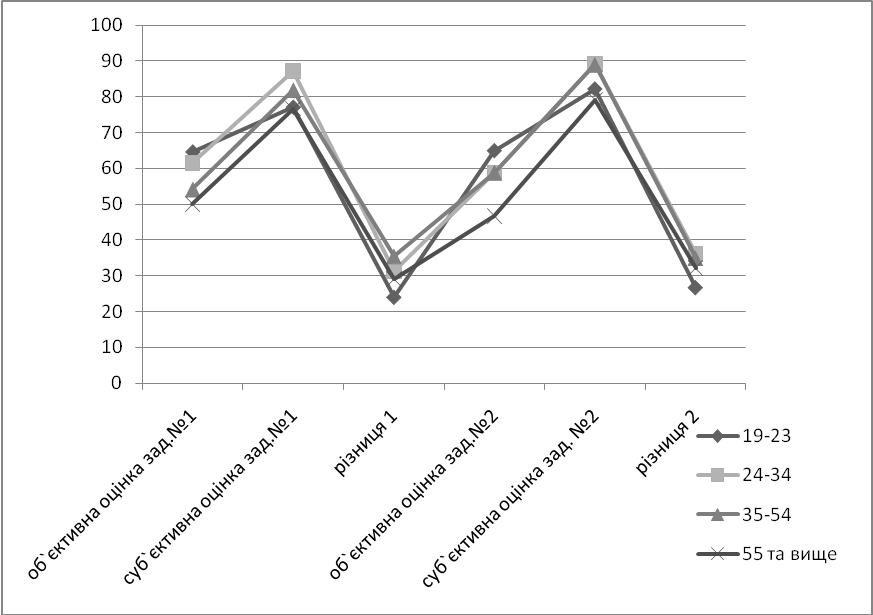 100
90
80
70
60
50
40
30
20
10
0
об`єктивна оцінка зад.№1
суб`єктивна оцінка зад.№1
різниця 1
об`єктивна оцінка зад.№2
суб`єктивна оцінка зад. №2
різниця 2
19-23
24-34
35-54
55 та вище